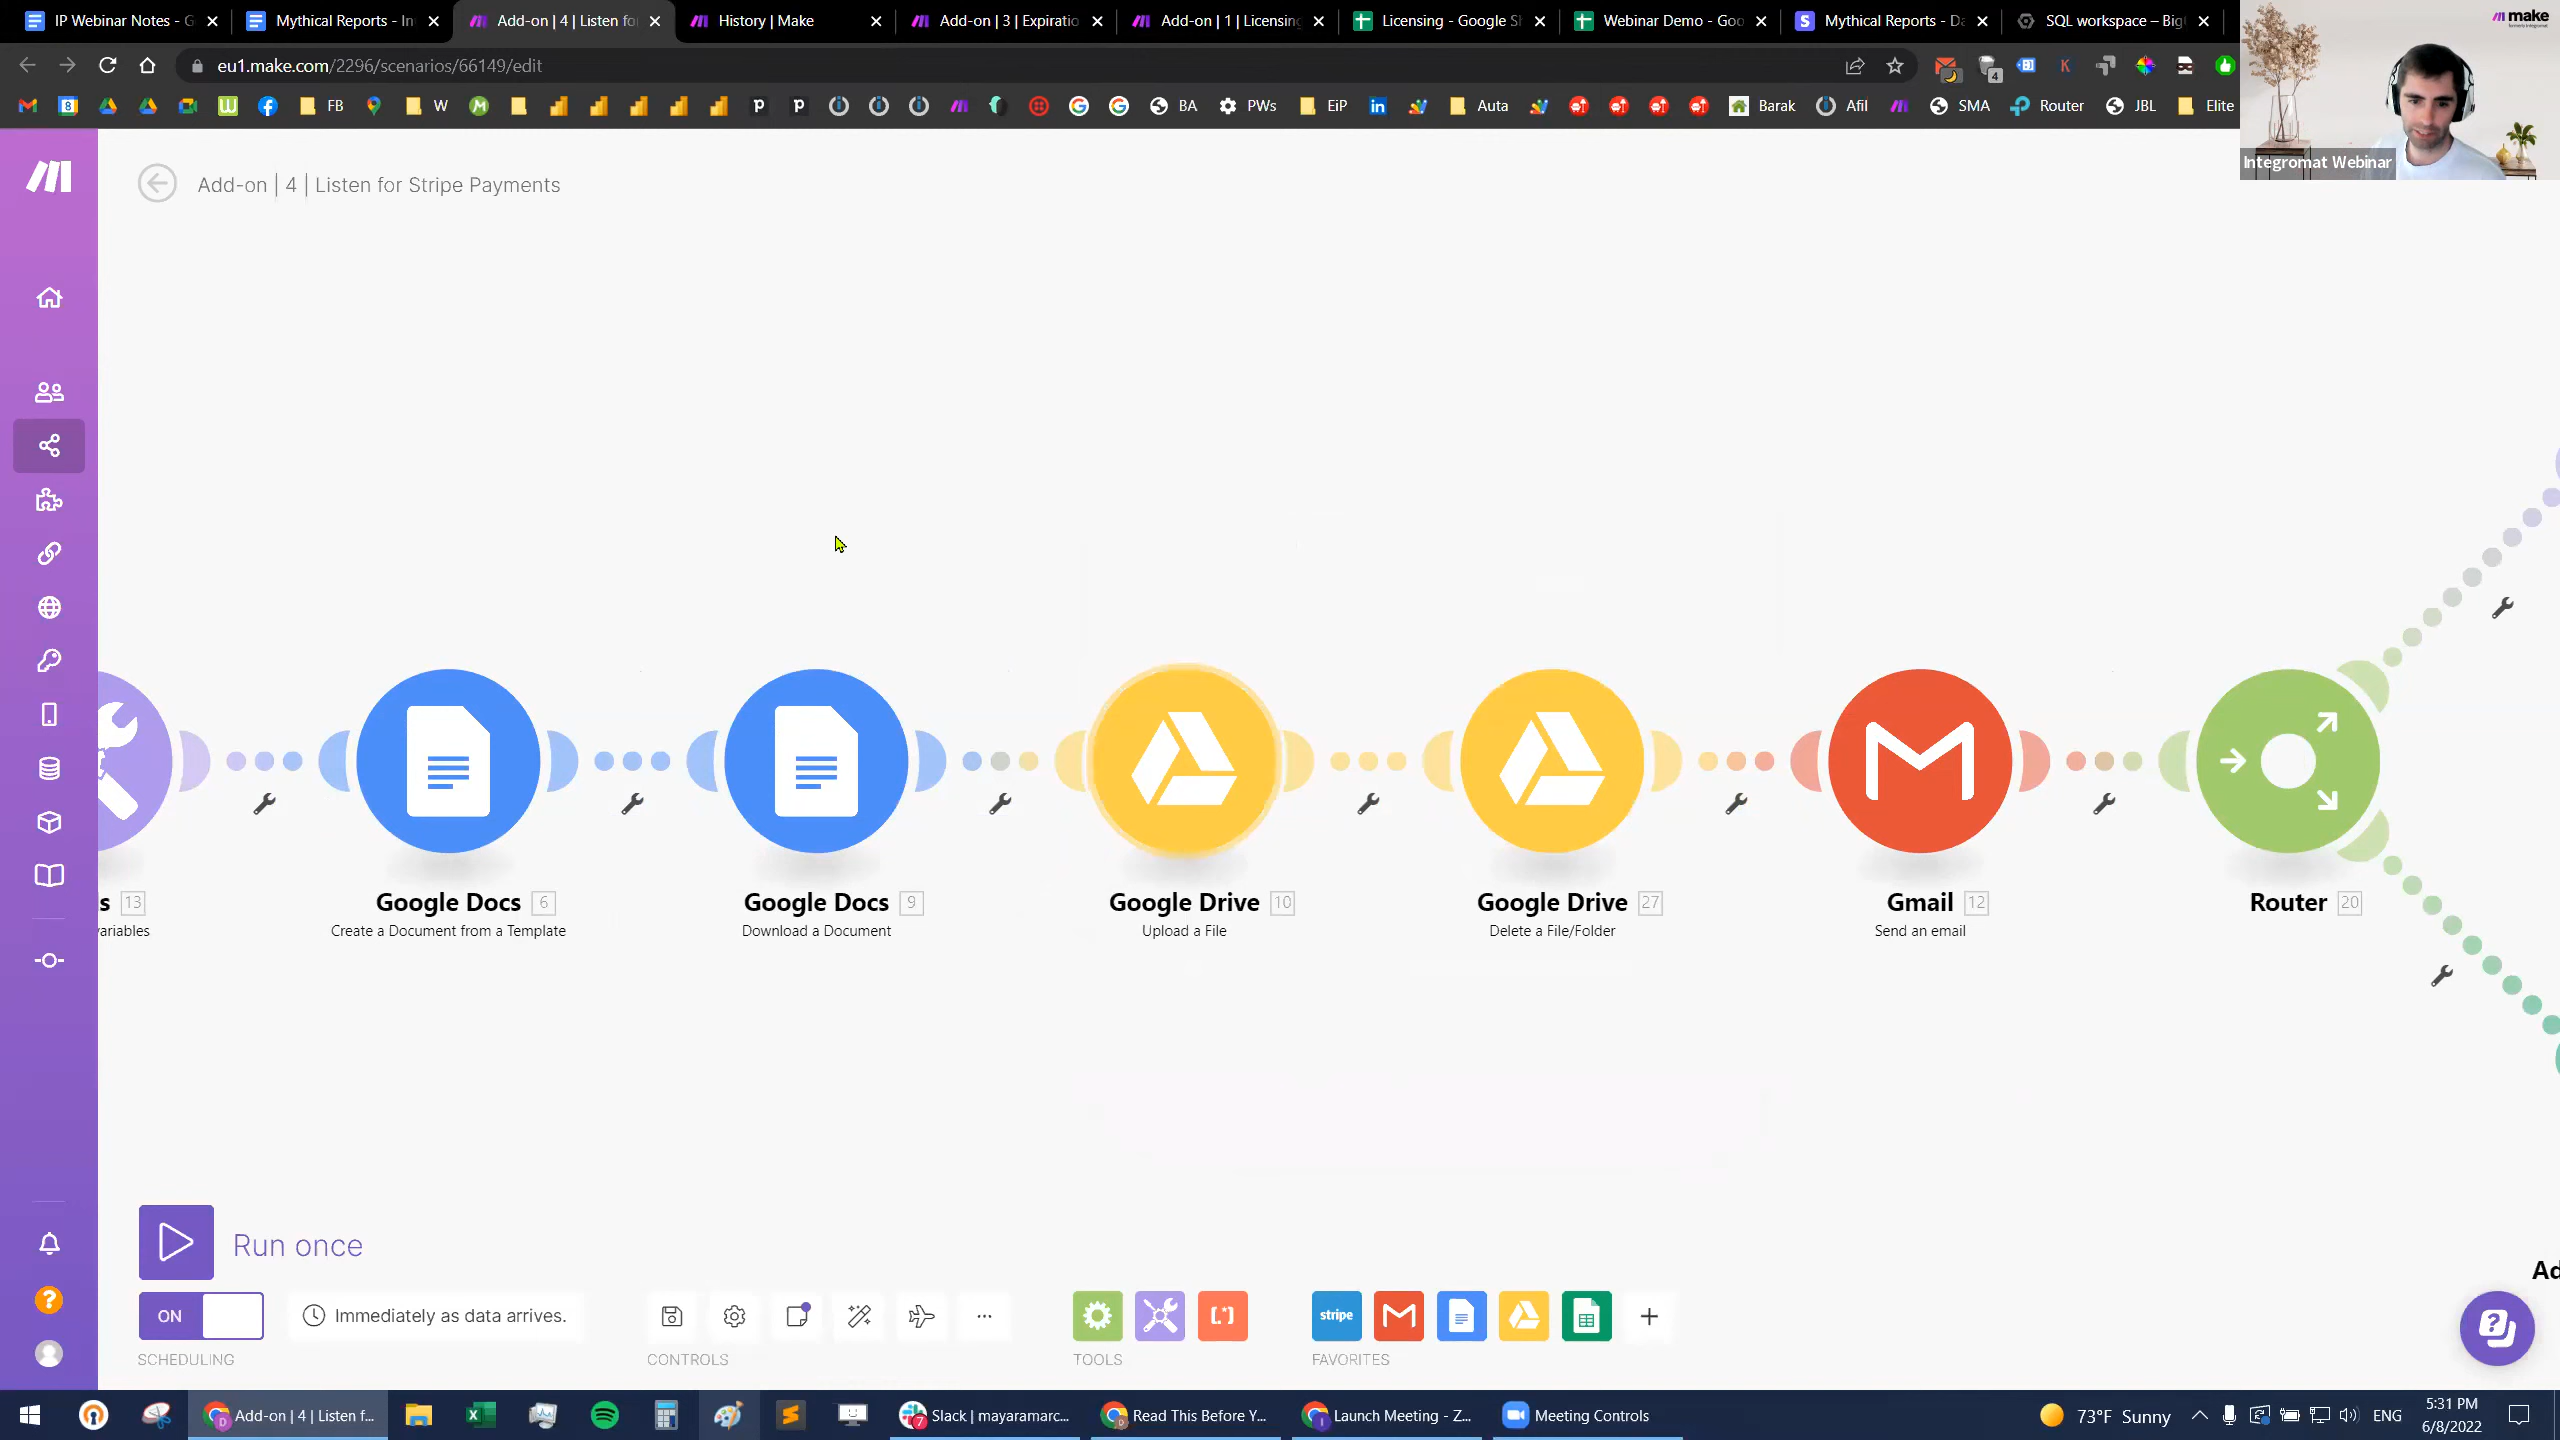 IP Webinar Notes - G
Mythical Reports - In
Add-on | 4 | Listen fo
History | Make
Add-on | 3 | Expiratio
Add-on | 1 | Licensing
Licensing - Google Sh
Webinar Demo - Goo
Mythical Reports - Da
SQL workspace – Big
make
eu1.make.com/2296/scenarios/66149/edit
4
FB
W
BA
PWs
EiP
Auta
Barak
Afil
SMA
Router
JBL
Elite
Integromat Webinar
Add-on | 4 | Listen for Stripe Payments
s 13
ariables
Google Docs 6
Create a Document from a Template
Google Docs 9
Download a Document
Google Drive 10
Upload a File
Google Drive 27
Delete a File/Folder
Gmail 12
Send an email
Router 20
Ad
Run once
ON
Immediately as data arrives.
stripe
SCHEDULING
CONTROLS
TOOLS
FAVORITES
Add-on | 4 | Listen f...
Slack | mayaramarc...
7
Read This Before Y...
Launch Meeting - Z...
Meeting Controls
73°F Sunny
ENG
5:31 PM
6/8/2022